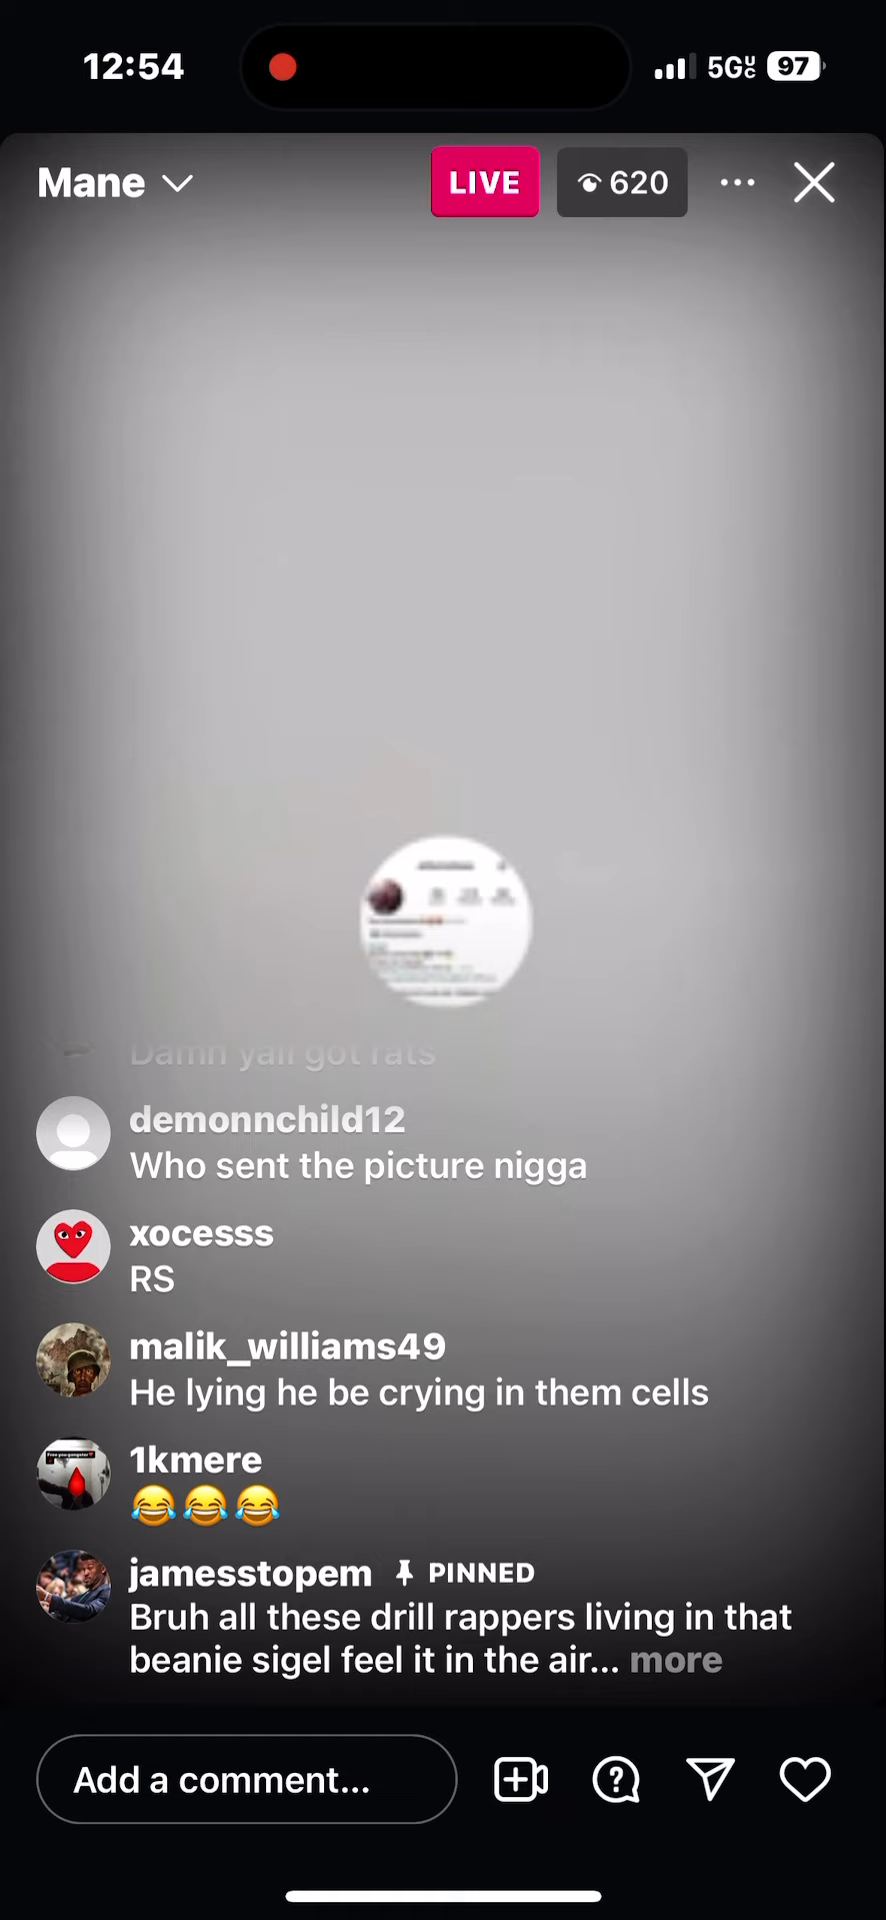 12:54
5GUC 97
Mane
LIVE
620
Damn yall got rats
demonnchild12
Who sent the picture nigga
xocesss
RS
malik_williams49
He lying he be crying in them cells
1kmere
😂😂😂
jamesstopem PINNED
Bruh all these drill rappers living in that
beanie sigel feel it in the air... more
Add a comment...